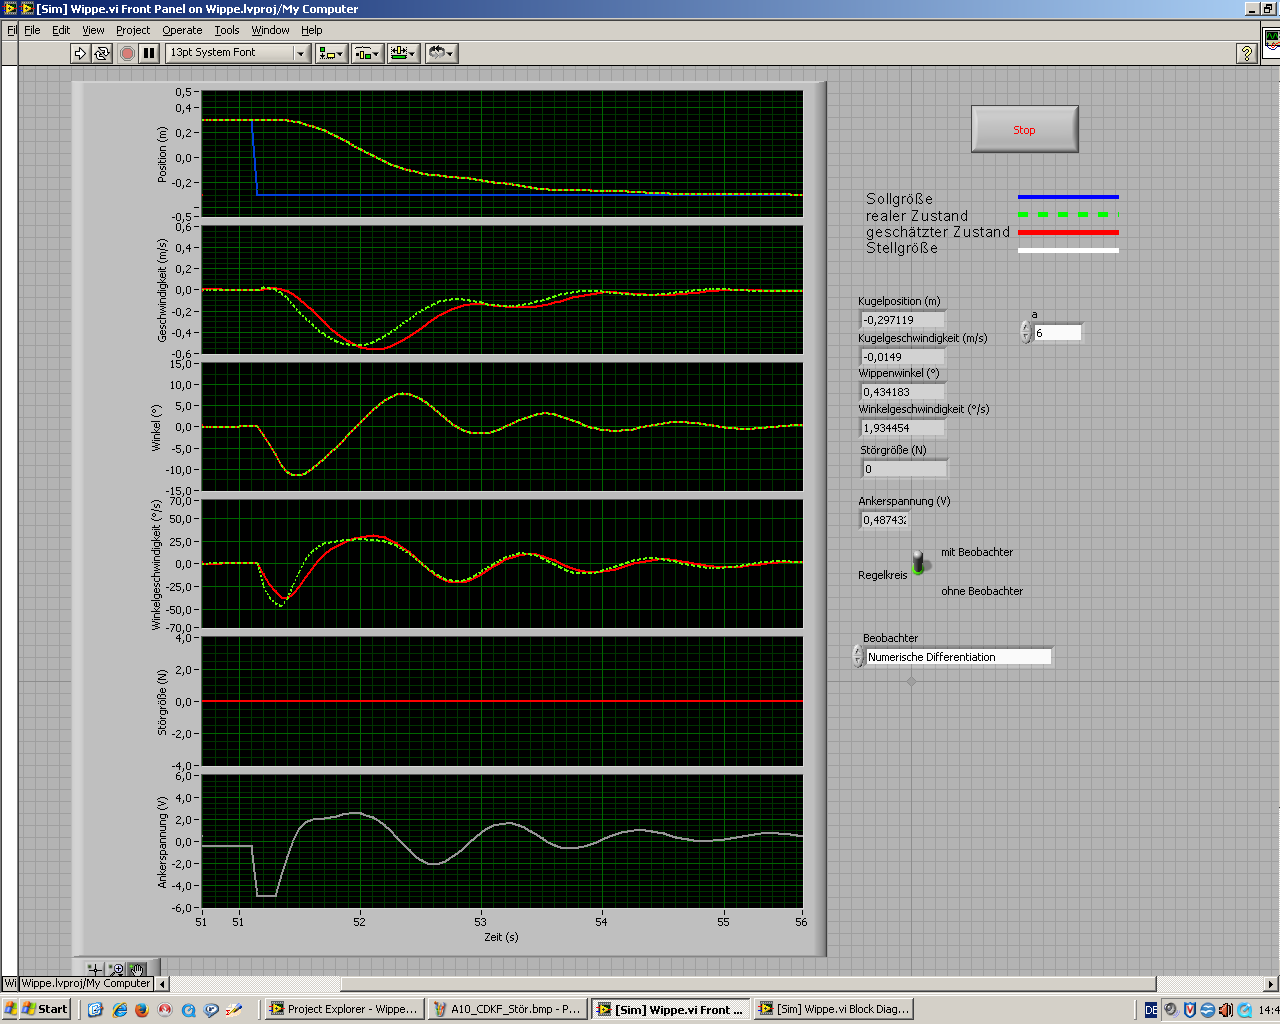 [Sim] Wippe.vi Front Panel on Wippe.lvproj/My Computer
Fil File Edit View Project Operate Tools Window Help
13pt System Font
0,5
0,4
0,2
0,0
-0,2
-0,5
Position (m)
0,6
0,4
0,2
0,0
-0,2
-0,4
-0,6
Geschwindigkeit (m/s)
15,0
10,0
5,0
0,0
-5,0
-10,0
-15,0
Winkel (°)
70,0
50,0
25,0
0,0
-25,0
-50,0
-70,0
Winkelgeschwindigkeit (°/s)
4,0
2,0
0,0
-2,0
-4,0
Störgröße (N)
6,0
4,0
2,0
0,0
-2,0
-4,0
-6,0
Ankerspannung (V)
51 51 52 53 54 55 56
Zeit (s)
Stop
Sollgröße
realer Zustand
geschätzter Zustand
Stellgröße
Kugelposition (m)
-0,297119
a
6
Kugelgeschwindigkeit (m/s)
-0,0149
Wippenwinkel (°)
0,434183
Winkelgeschwindigkeit (°/s)
1,934454
Störgröße (N)
0
Ankerspannung (V)
0,48743
mit Beobachter
Regelkreis
ohne Beobachter
Beobachter
Numerische Differentiation
Wi Wippe.lvproj/My Computer
Start
Project Explorer - Wippe...
A10_CDKF_Stör.bmp - P...
[Sim] Wippe.vi Front ...
[Sim] Wippe.vi Block Diag...
DE
14:4